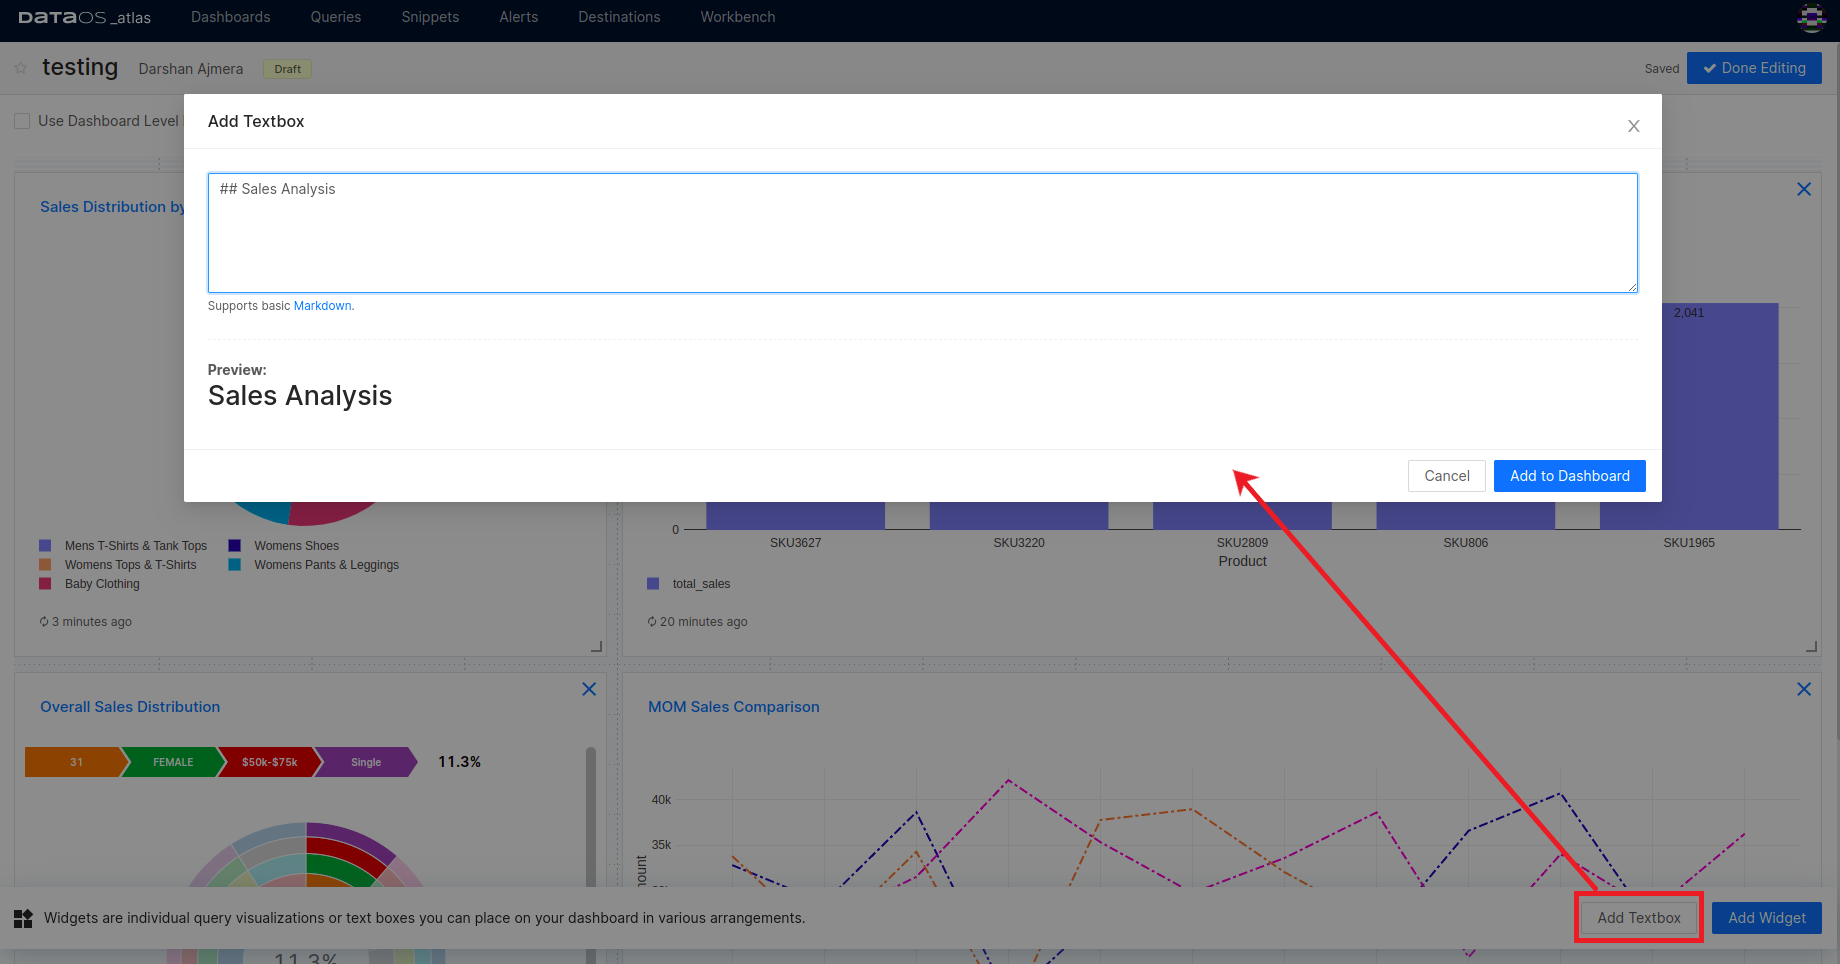 DATAOS _atlas Dashboards Queries Snippets Alerts Destinations Workbench
testing Darshan Ajmera Draft Saved Done Editing
Use Dashboard Level
Add Textbox
## Sales Analysis
Supports basic Markdown.
Preview:
Sales Analysis
Cancel Add to Dashboard
Sales Distribution by
Mens T-Shirts & Tank Tops Womens Shoes
Womens Tops & T-Shirts Womens Pants & Leggings
Baby Clothing
3 minutes ago
2,041
0
SKU3627 SKU3220 SKU2809 SKU806 SKU1965
Product
total_sales
20 minutes ago
Overall Sales Distribution
31 FEMALE $50k-$75k Single 11.3%
MOM Sales Comparison
40k
35k
Widgets are individual query visualizations or text boxes you can place on your dashboard in various arrangements.
Add Textbox Add Widget
11.3%